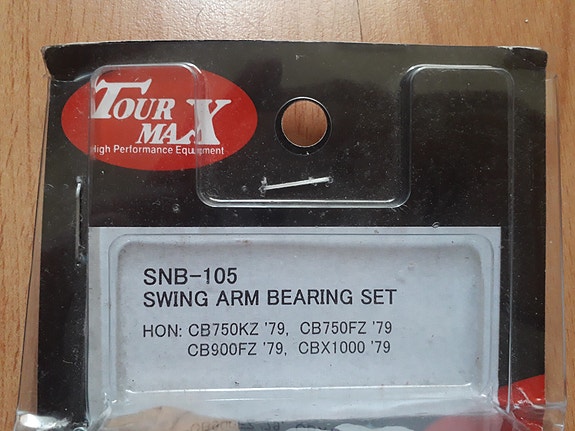 TOUR
MAX
High Performance Equipment
SNB-105
SWING ARM BEARING SET
HON: CB750KZ '79, CB750FZ '79
CB900FZ '79, CBX1000 '79